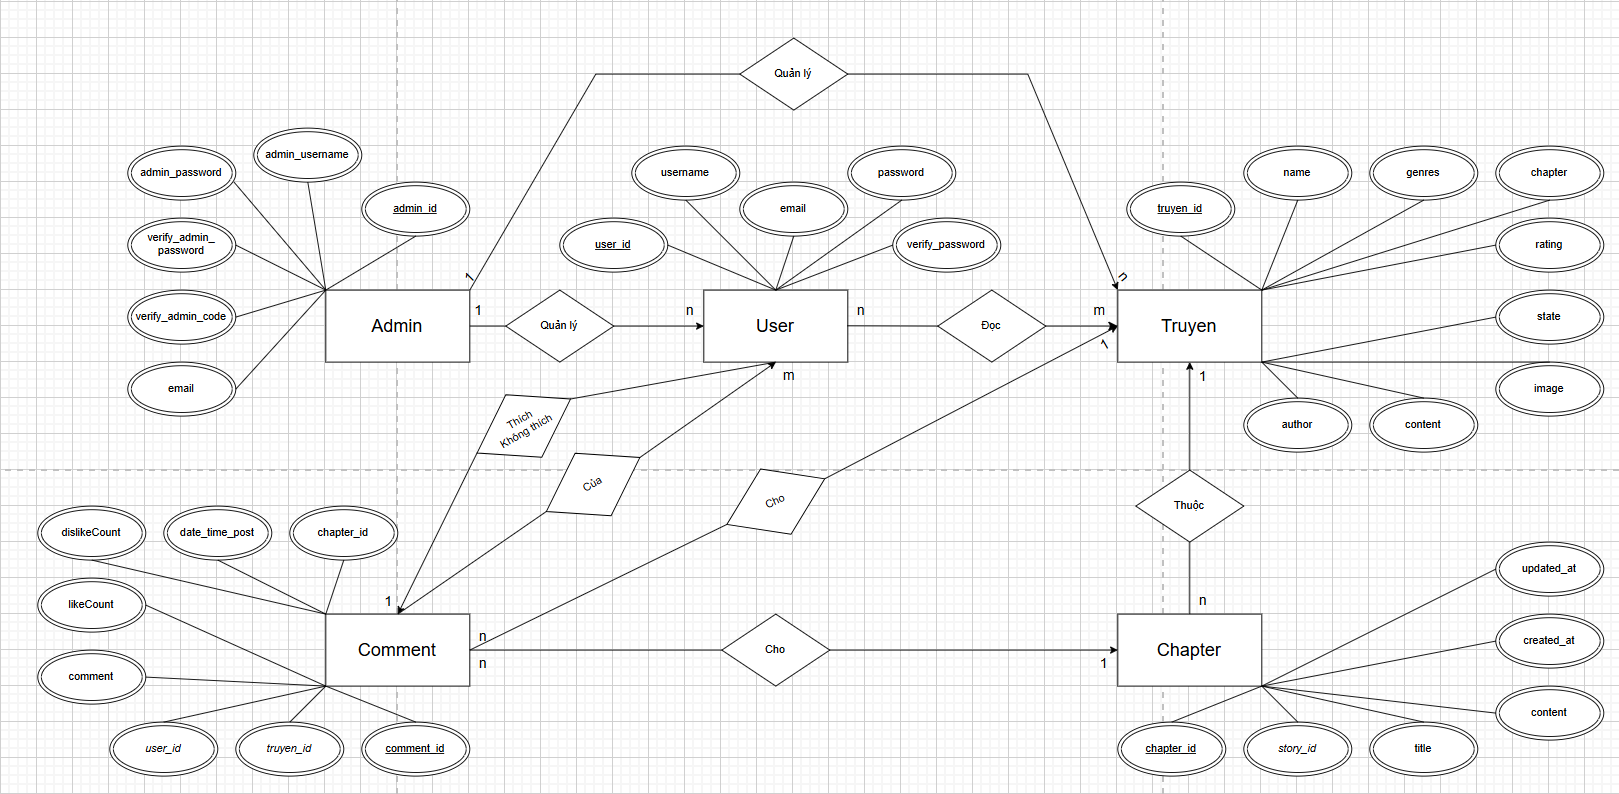 Quản lý
admin_username
admin_password
admin_id
verify_admin_
password
verify_admin_code
email
username
password
email
user_id
verify_password
name
genres
chapter
truyen_id
rating
state
image
author
content
1
n
Admin
1
Quản lý
n
User
n
Đọc
m
Truyen
1
1
m
Thích
Không thích
Của
Cho
Thuộc
dislikeCount
date_time_post
chapter_id
likeCount
comment
user_id
truyen_id
comment_id
1
Comment
n
n
Cho
1
n
Chapter
updated_at
created_at
content
chapter_id
story_id
title